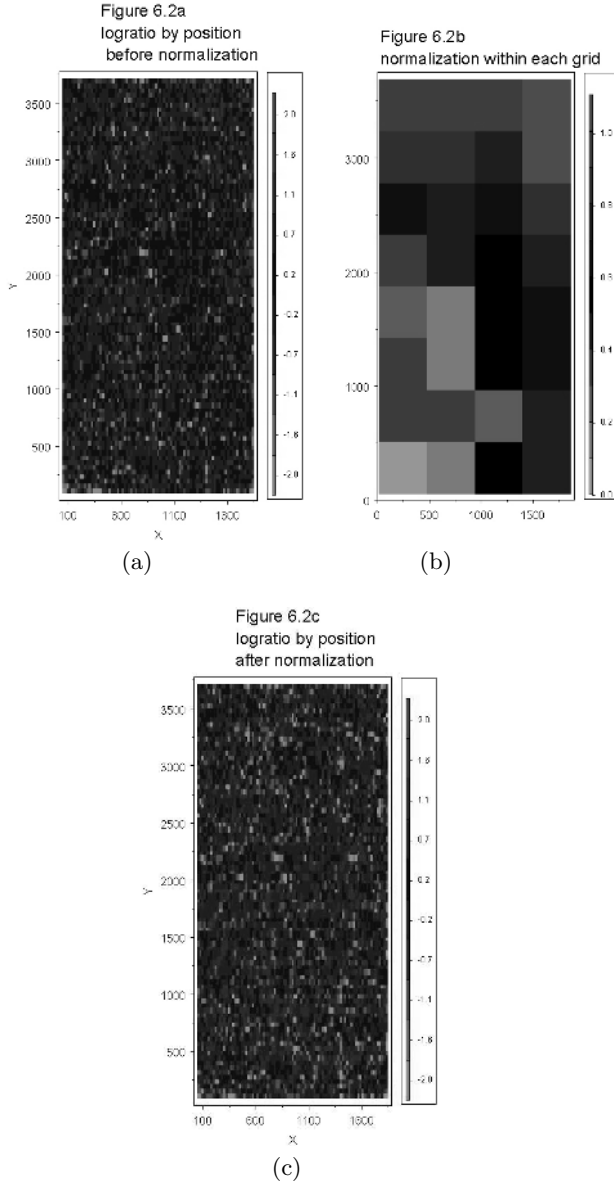 Figure 6.2a
logratio by position
before normalization
3500
3000
2500
2000
1500
1000
500
Y
100 600 1100 1600
X
2.0
1.6
1.1
0.7
0.2
-0.2
-0.7
-1.1
-1.6
-2.0
(a)
Figure 6.2b
normalization within each grid
3000
2000
1000
0
0 500 1000 1500
1.0
0.8
0.6
0.4
0.2
0.0
(b)
Figure 6.2c
logratio by position
after normalization
3500
3000
2500
2000
1500
1000
500
Y
100 600 1100 1600
X
2.0
1.6
1.1
0.7
0.2
-0.2
-0.7
-1.1
-1.6
-2.0
(c)